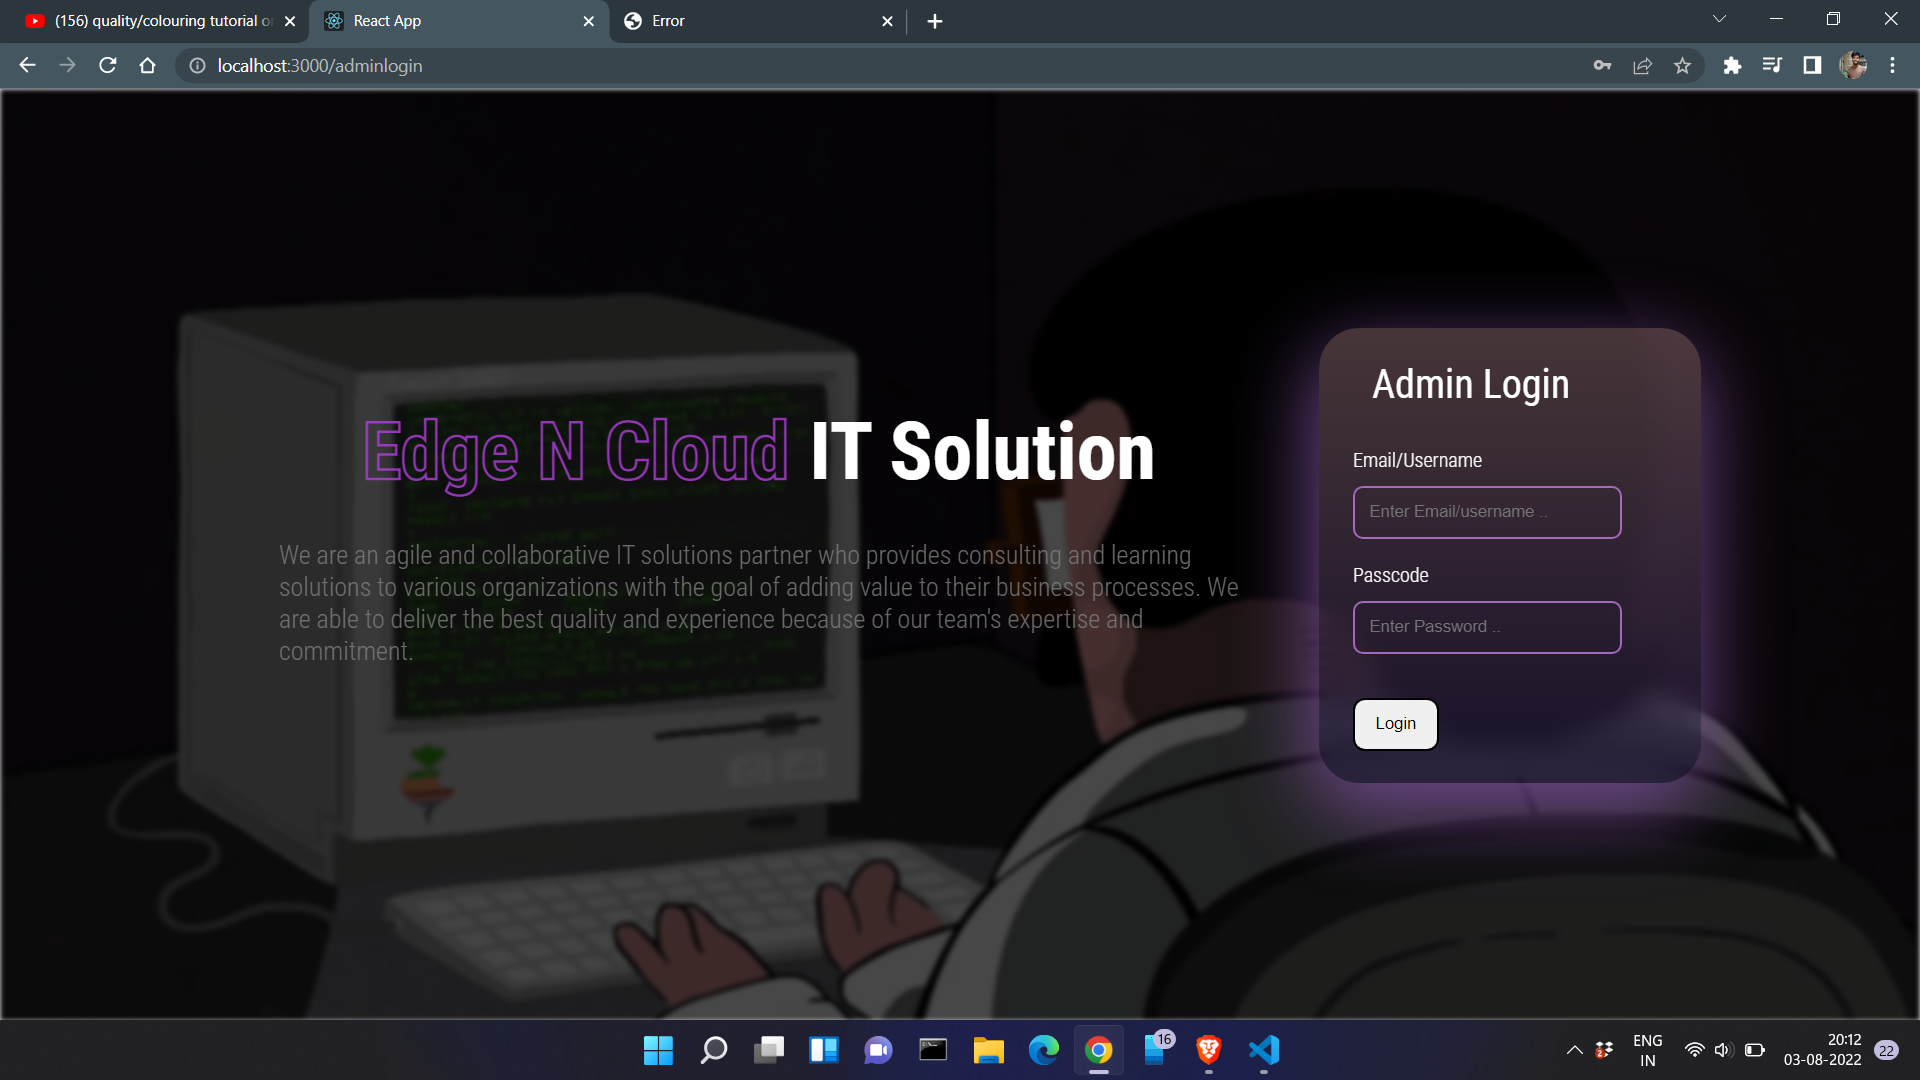 (156) quality/colouring tutorial o
React App
Error
localhost:3000/adminlogin
Admin Login
Edge N Cloud IT Solution
Email/Username
Enter Email/username ..
We are an agile and collaborative IT solutions partner who provides consulting and learning
solutions to various organizations with the goal of adding value to their business processes. We
are able to deliver the best quality and experience because of our team's expertise and
commitment.
Passcode
Enter Password ..
Login
16
ENG
IN
20:12
03-08-2022
22